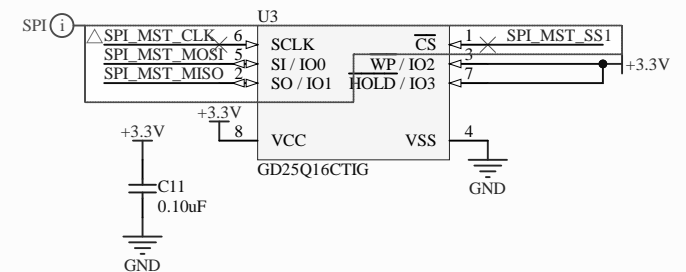 U3
SPI i
SPI_MST_CLK 6 SCLK CS 1 SPI_MST_SS1
SPI_MST_MOSI 5 SI / IO0 WP / IO2 3 +3.3V
SPI_MST_MISO 2 SO / IO1 HOLD / IO3 7
+3.3V
+3.3V 8 VCC VSS 4
GD25Q16CTIG
C11 GND
0.10uF
GND